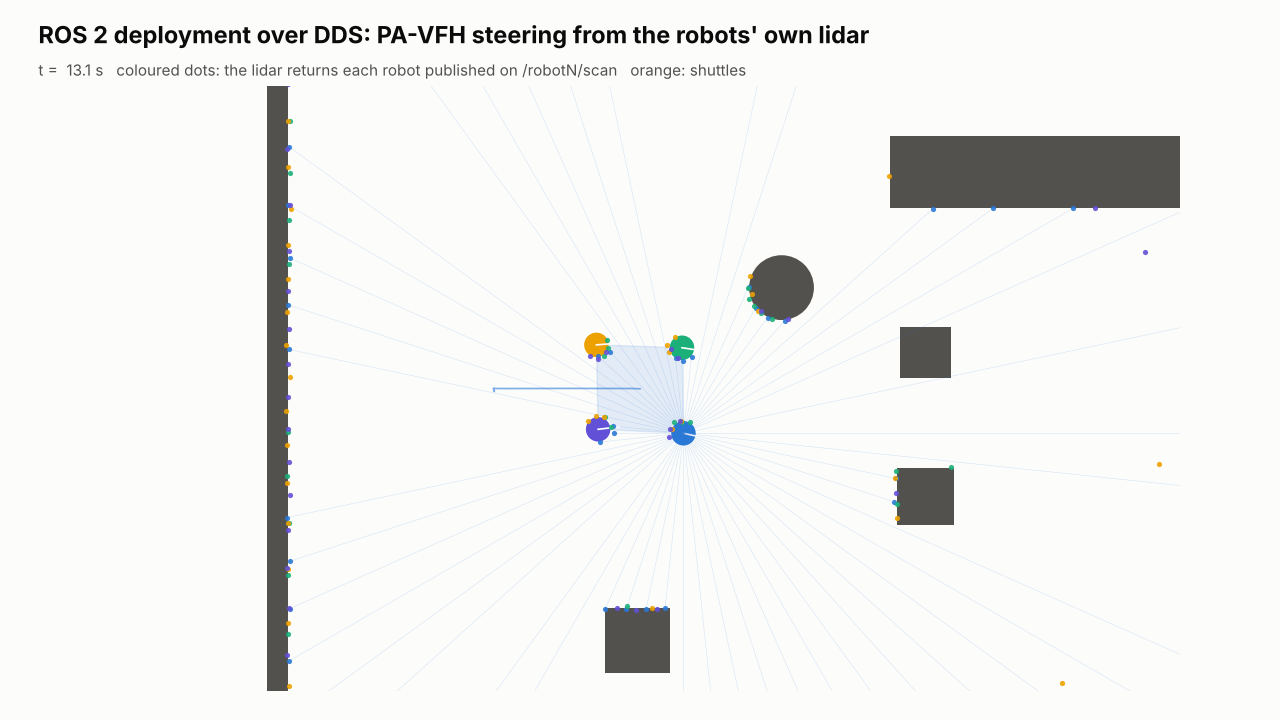 ROS 2 deployment over DDS: PA-VFH steering from the robots' own lidar
t =  13.1 s   coloured dots: the lidar returns each robot published on /robotN/scan   orange: shuttles